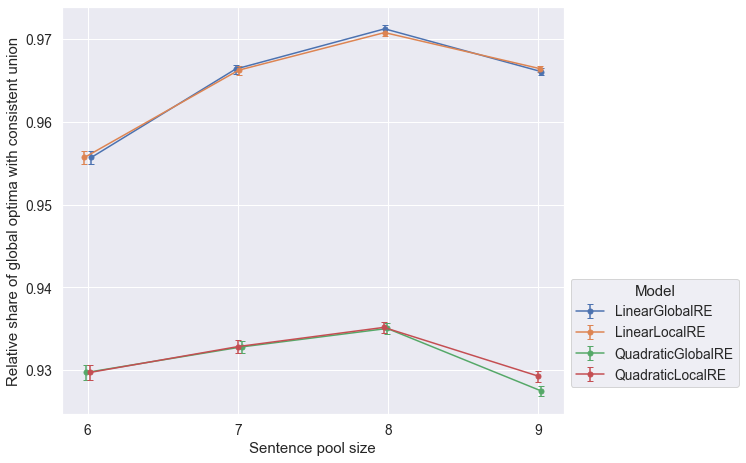 Relative share of global optima with consistent union
0.97
0.96
0.95
0.94
0.93
6 7 8 9
Sentence pool size
Model
LinearGlobalRE
LinearLocalRE
QuadraticGlobalRE
QuadraticLocalRE